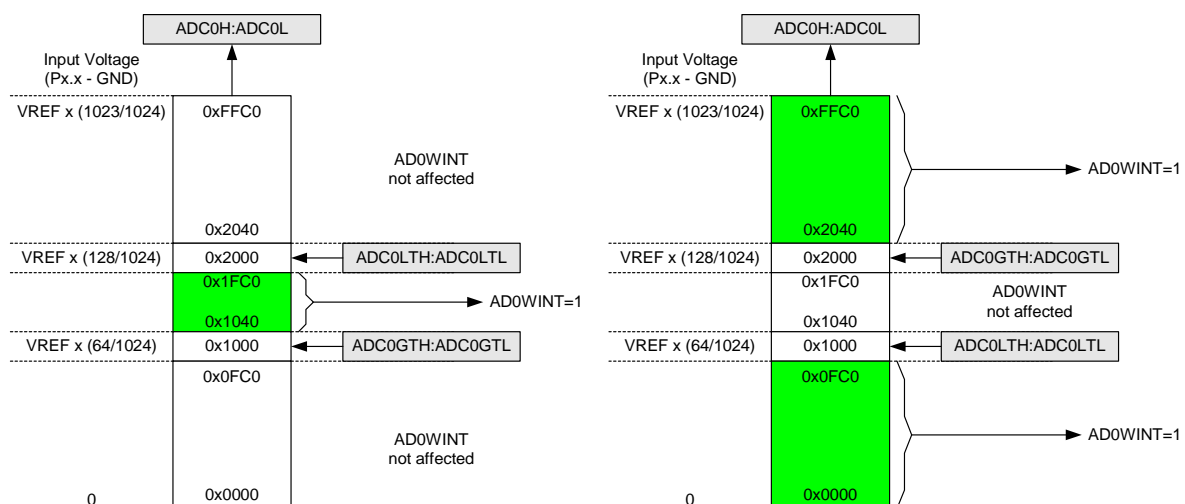 ADC0H:ADC0L
Input Voltage
(Px.x - GND)
VREF x (1023/1024)
0xFFC0
AD0WINT
not affected
0x2040
VREF x (128/1024)
0x2000
ADC0LTH:ADC0LTL
0x1FC0
AD0WINT=1
0x1040
VREF x (64/1024)
0x1000
ADC0GTH:ADC0GTL
0x0FC0
AD0WINT
not affected
0
0x0000
ADC0H:ADC0L
Input Voltage
(Px.x - GND)
VREF x (1023/1024)
0xFFC0
AD0WINT=1
0x2040
VREF x (128/1024)
0x2000
ADC0GTH:ADC0GTL
0x1FC0
AD0WINT
not affected
0x1040
VREF x (64/1024)
0x1000
ADC0LTH:ADC0LTL
0x0FC0
AD0WINT=1
0
0x0000